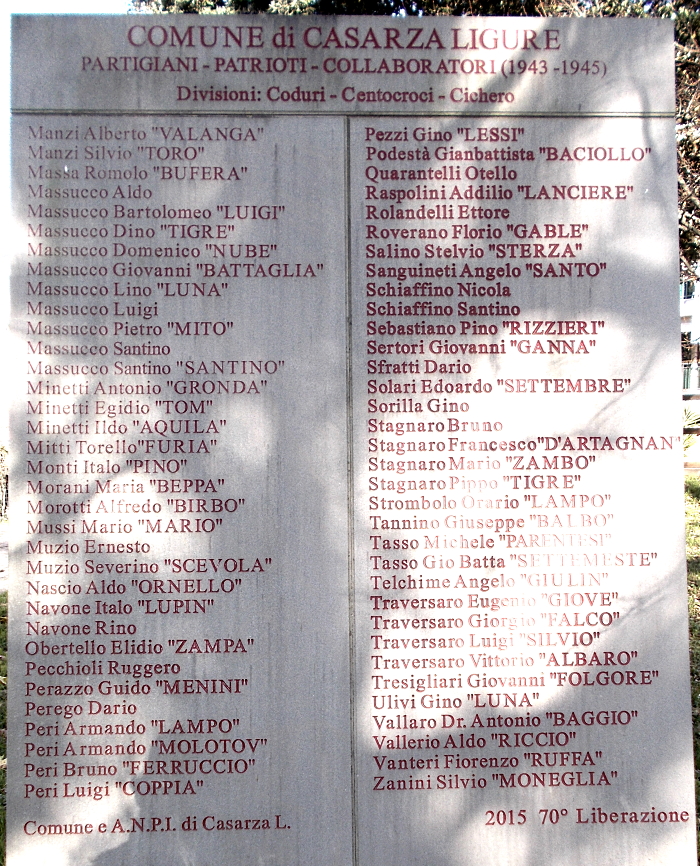 COMUNE di CASARZA LIGURE
PARTIGIANI - PATRIOTI - COLLABORATORI (1943 -1945)
Divisioni: Coduri - Centocroci - Cichero
Manzi Alberto "VALANGA"
Manzi Silvio "TORO"
Massa Romolo "BUFERA"
Massucco Aldo
Massucco Bartolomeo "LUIGI"
Massucco Dino "TIGRE"
Massucco Domenico "NUBE"
Massucco Giovanni "BATTAGLIA"
Massucco Lino "LUNA"
Massucco Luigi
Massucco Pietro "MITO"
Massucco Santino
Massucco Santino "SANTINO"
Minetti Antonio "GRONDA"
Minetti Egidio "TOM"
Minetti Ildo "AQUILA"
Mitti Torello"FURIA"
Monti Italo "PINO"
Morani Maria "BEPPA"
Morotti Alfredo "BIRBO"
Mussi Mario "MARIO"
Muzio Ernesto
Muzio Severino "SCEVOLA"
Nascio Aldo "ORNELLO"
Navone Italo "LUPIN"
Navone Rino
Obertello Elidio "ZAMPA"
Pecchioli Ruggero
Perazzo Guido "MENINI"
Perego Dario
Peri Armando "LAMPO"
Peri Armando "MOLOTOV"
Peri Bruno "FERRUCCIO"
Peri Luigi "COPPIA"
Comune e A.N.P.I. di Casarza L.
Pezzi Gino "LESSI"
Podestà Gianbattista "BACIOLLO"
Quarantelli Otello
Raspolini Addilio "LANCIERE"
Rolandelli Ettore
Roverano Florio "GABLE"
Salino Stelvio "STERZA"
Sanguineti Angelo "SANTO"
Schiaffino Nicola
Schiaffino Santino
Sebastiano Pino "RIZZIERI"
Sertori Giovanni "GANNA"
Sfratti Dario
Solari Edoardo "SETTEMBRE"
Sorilla Gino
Stagnaro Bruno
Stagnaro Francesco"D'ARTAGNAN"
Stagnaro Mario "ZAMBO"
Stagnaro Pippo "TIGRE"
Strombolo Orario "LAMPO"
Tannino Giuseppe "BALBO"
Tasso Michele "PARENTESI"
Tasso Gio Batta "SETTEMESTE"
Telchime Angelo "GIULIN"
Traversaro Eugenio "GIOVE"
Traversaro Giorgio "FALCO"
Traversaro Luigi "SILVIO"
Traversaro Vittorio "ALBARO"
Tresigliari Giovanni "FOLGORE"
Ulivi Gino "LUNA"
Vallaro Dr. Antonio "BAGGIO"
Vallerio Aldo "RICCIO"
Vanteri Fiorenzo "RUFFA"
Zanini Silvio "MONEGLIA"
2015 70° Liberazione